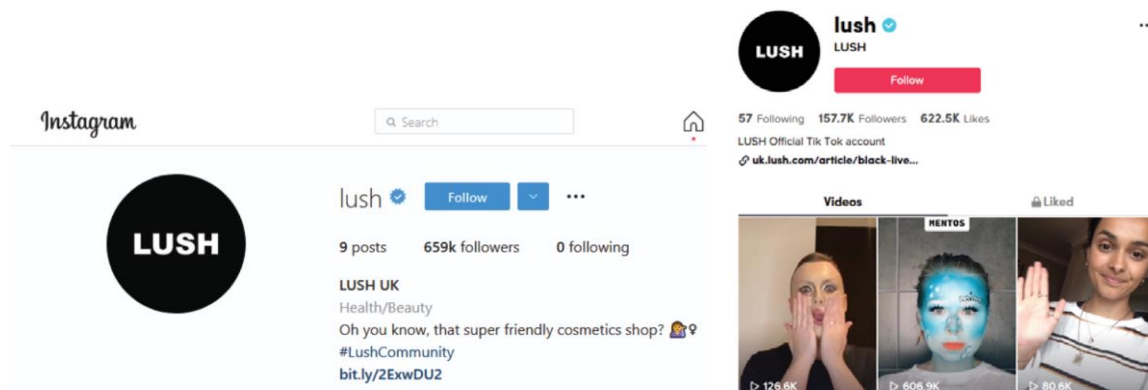 Instagram
Search
LUSH
lush
Follow
9 posts 659k followers 0 following
LUSH UK
Health/Beauty
Oh you know, that super friendly cosmetics shop? 🤷♀
#LushCommunity
bit.ly/2ExwDU2
LUSH
lush
LUSH
Follow
57 Following 157.7K Followers 622.5K Likes
LUSH Official Tik Tok account
uk.lush.com/article/black-live...
Videos Liked
MENTOS
126.6K 606.9K 80.6K